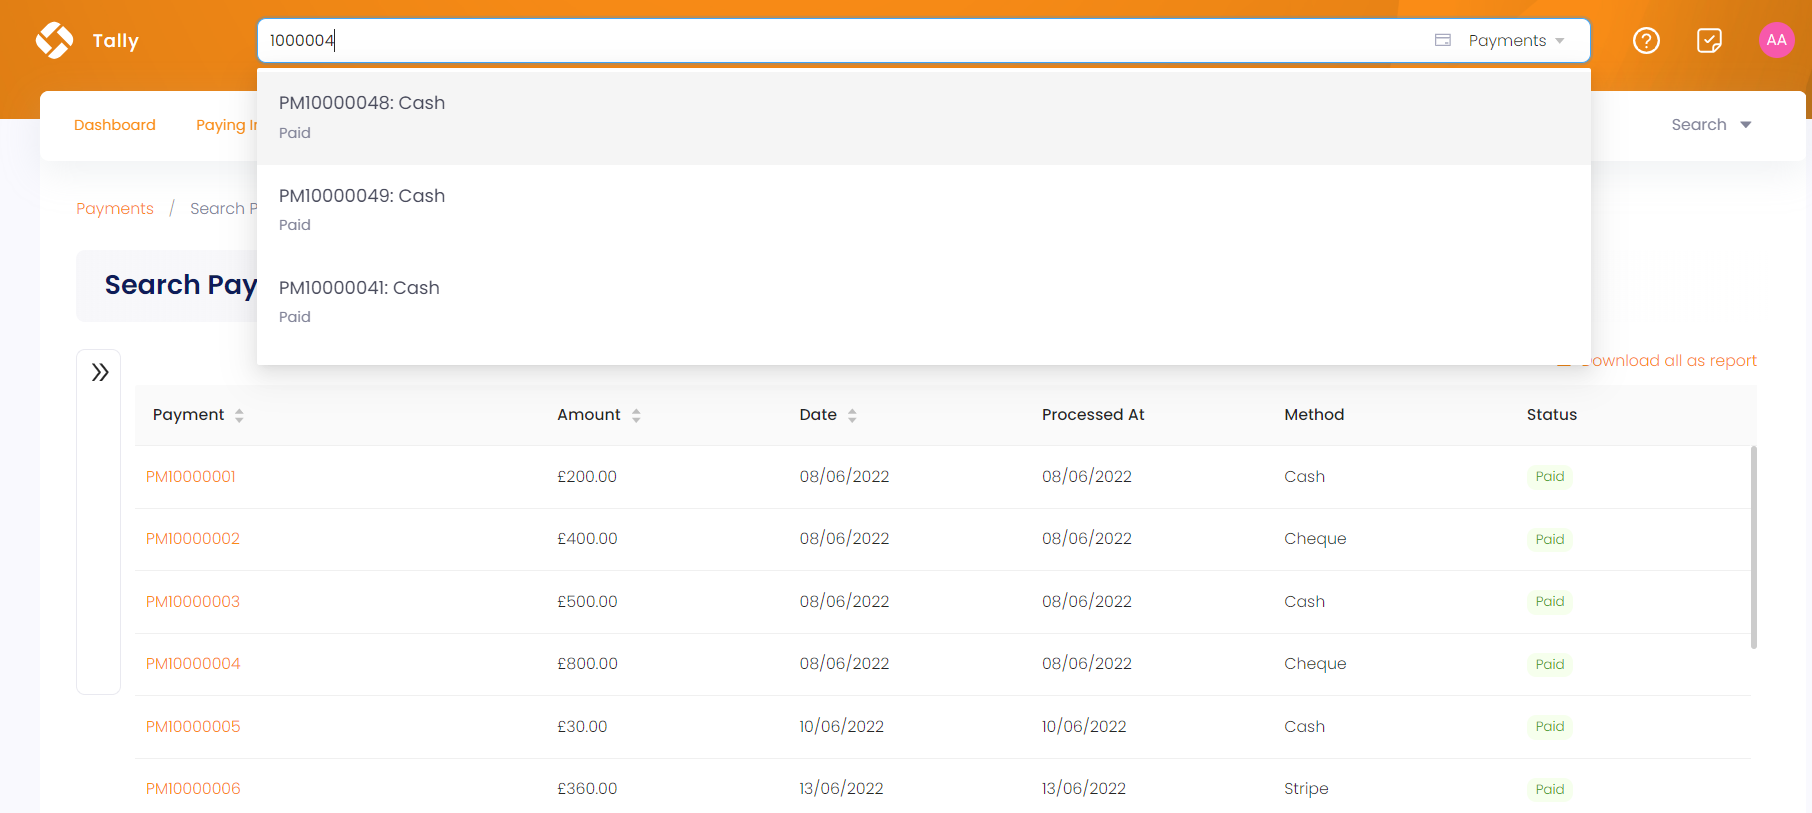 Tally
1000004
Payments
AA
PM10000048: Cash
Paid
PM10000049: Cash
Paid
PM10000041: Cash
Paid
Dashboard
Paying In
Search
Payments / Search P
Search Pay
Download all as report
Payment Amount Date Processed At Method Status
PM10000001 £200.00 08/06/2022 08/06/2022 Cash Paid
PM10000002 £400.00 08/06/2022 08/06/2022 Cheque Paid
PM10000003 £500.00 08/06/2022 08/06/2022 Cash Paid
PM10000004 £800.00 08/06/2022 08/06/2022 Cheque Paid
PM10000005 £30.00 10/06/2022 10/06/2022 Cash Paid
PM10000006 £360.00 13/06/2022 13/06/2022 Stripe Paid